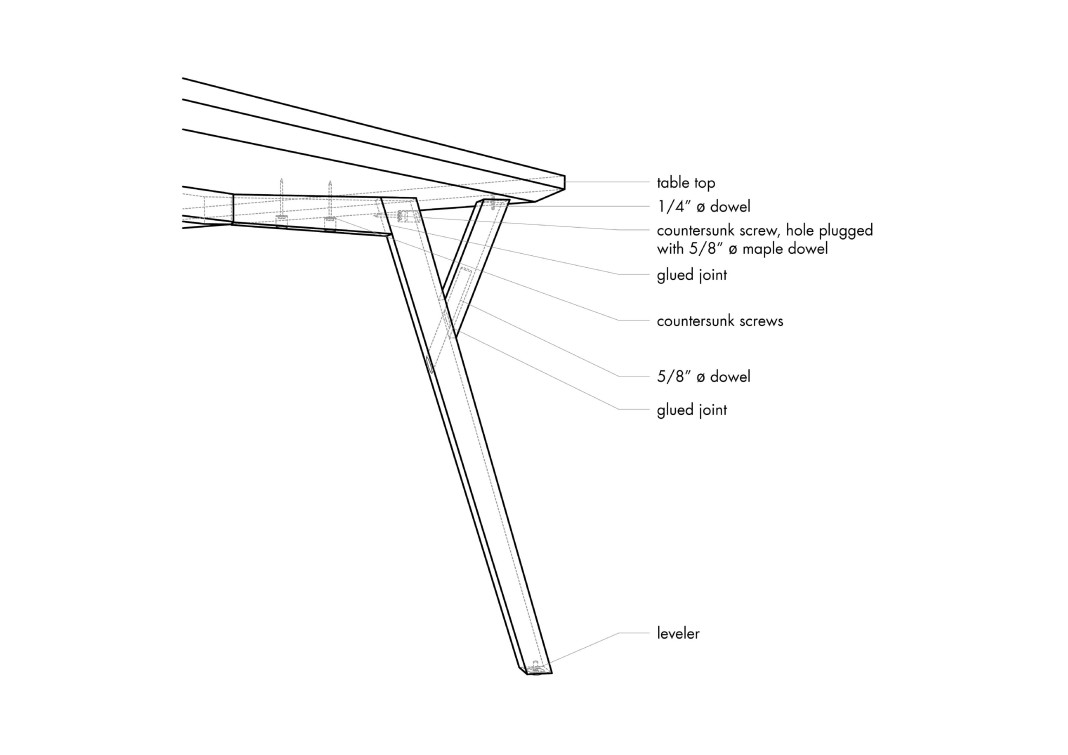 table top
1/4” ø dowel
countersunk screw, hole plugged
with 5/8” ø maple dowel
glued joint
countersunk screws
5/8” ø dowel
glued joint
leveler